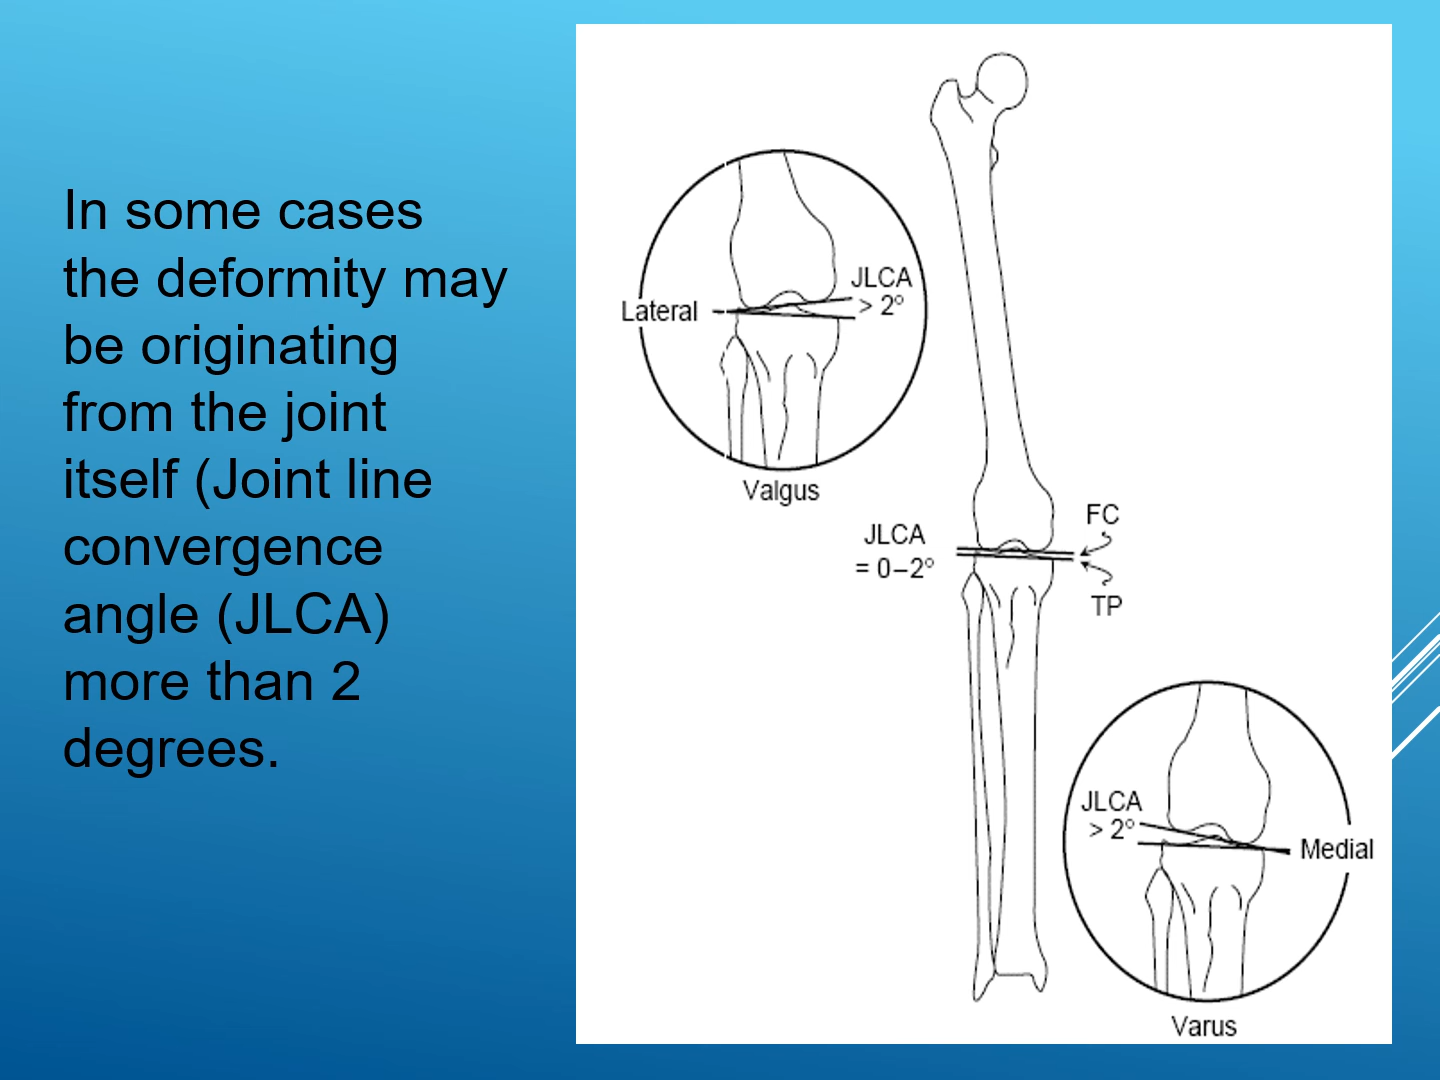 In some cases
the deformity may
be originating
from the joint
itself (Joint line
convergence
angle (JLCA)
more than 2
degrees.
JLCA
> 2°
Lateral
Valgus
JLCA
= 0–2°
FC
TP
JLCA
> 2°
Medial
Varus